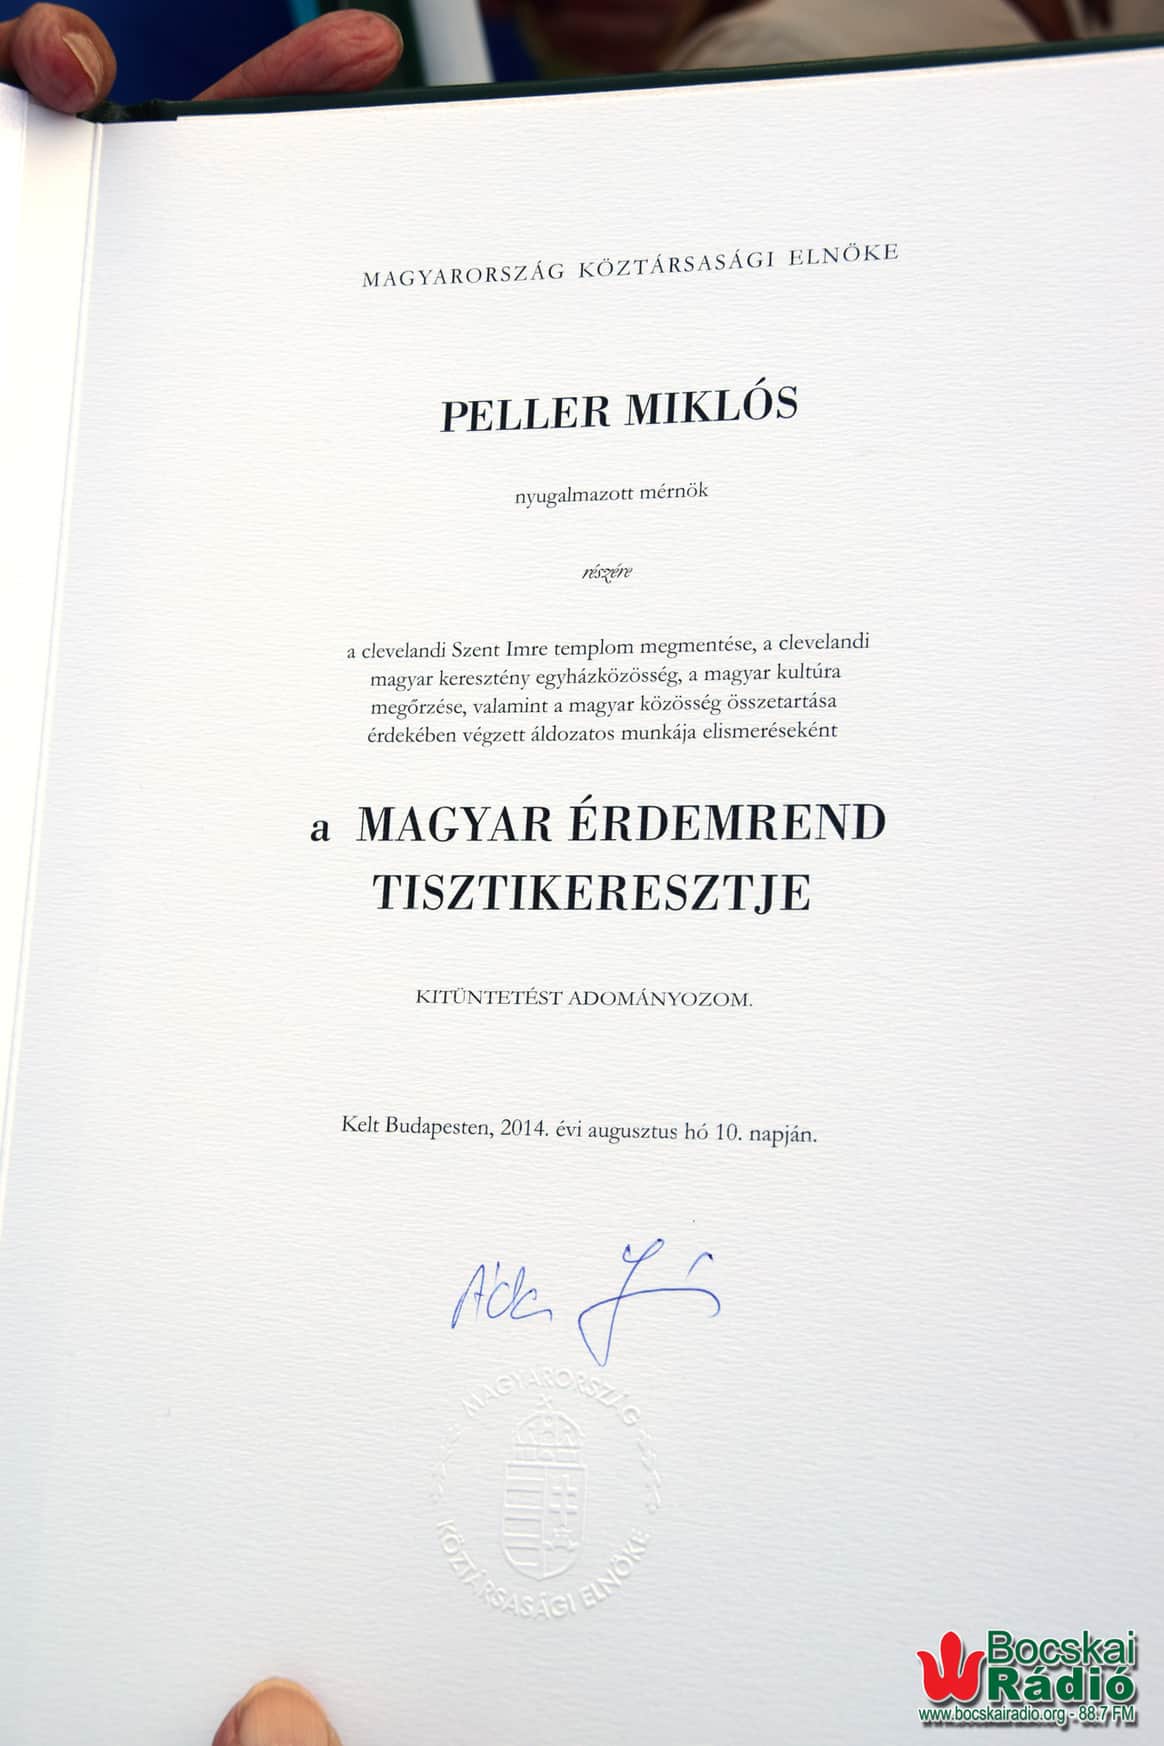 MAGYARORSZÁG KÖZTÁRSASÁGI ELNÖKE
PELLER MIKLÓS
nyugalmazott mérnök
részére
a clevelandi Szent Imre templom megmentése, a clevelandi
magyar keresztény egyházközösség, a magyar kultúra
megőrzése, valamint a magyar közösség összetartása
érdekében végzett áldozatos munkája elismeréseként
a MAGYAR ÉRDEMREND
TISZTIKERESZTJE
KITÜNTETÉST ADOMÁNYOZOM.
Kelt Budapesten, 2014. évi augusztus hó 10. napján.
MAGYARORSZÁG
KÖZTÁRSASÁGI ELNÖKE
Bocskai
Rádió
www.bocskairadio.org - 88.7 FM